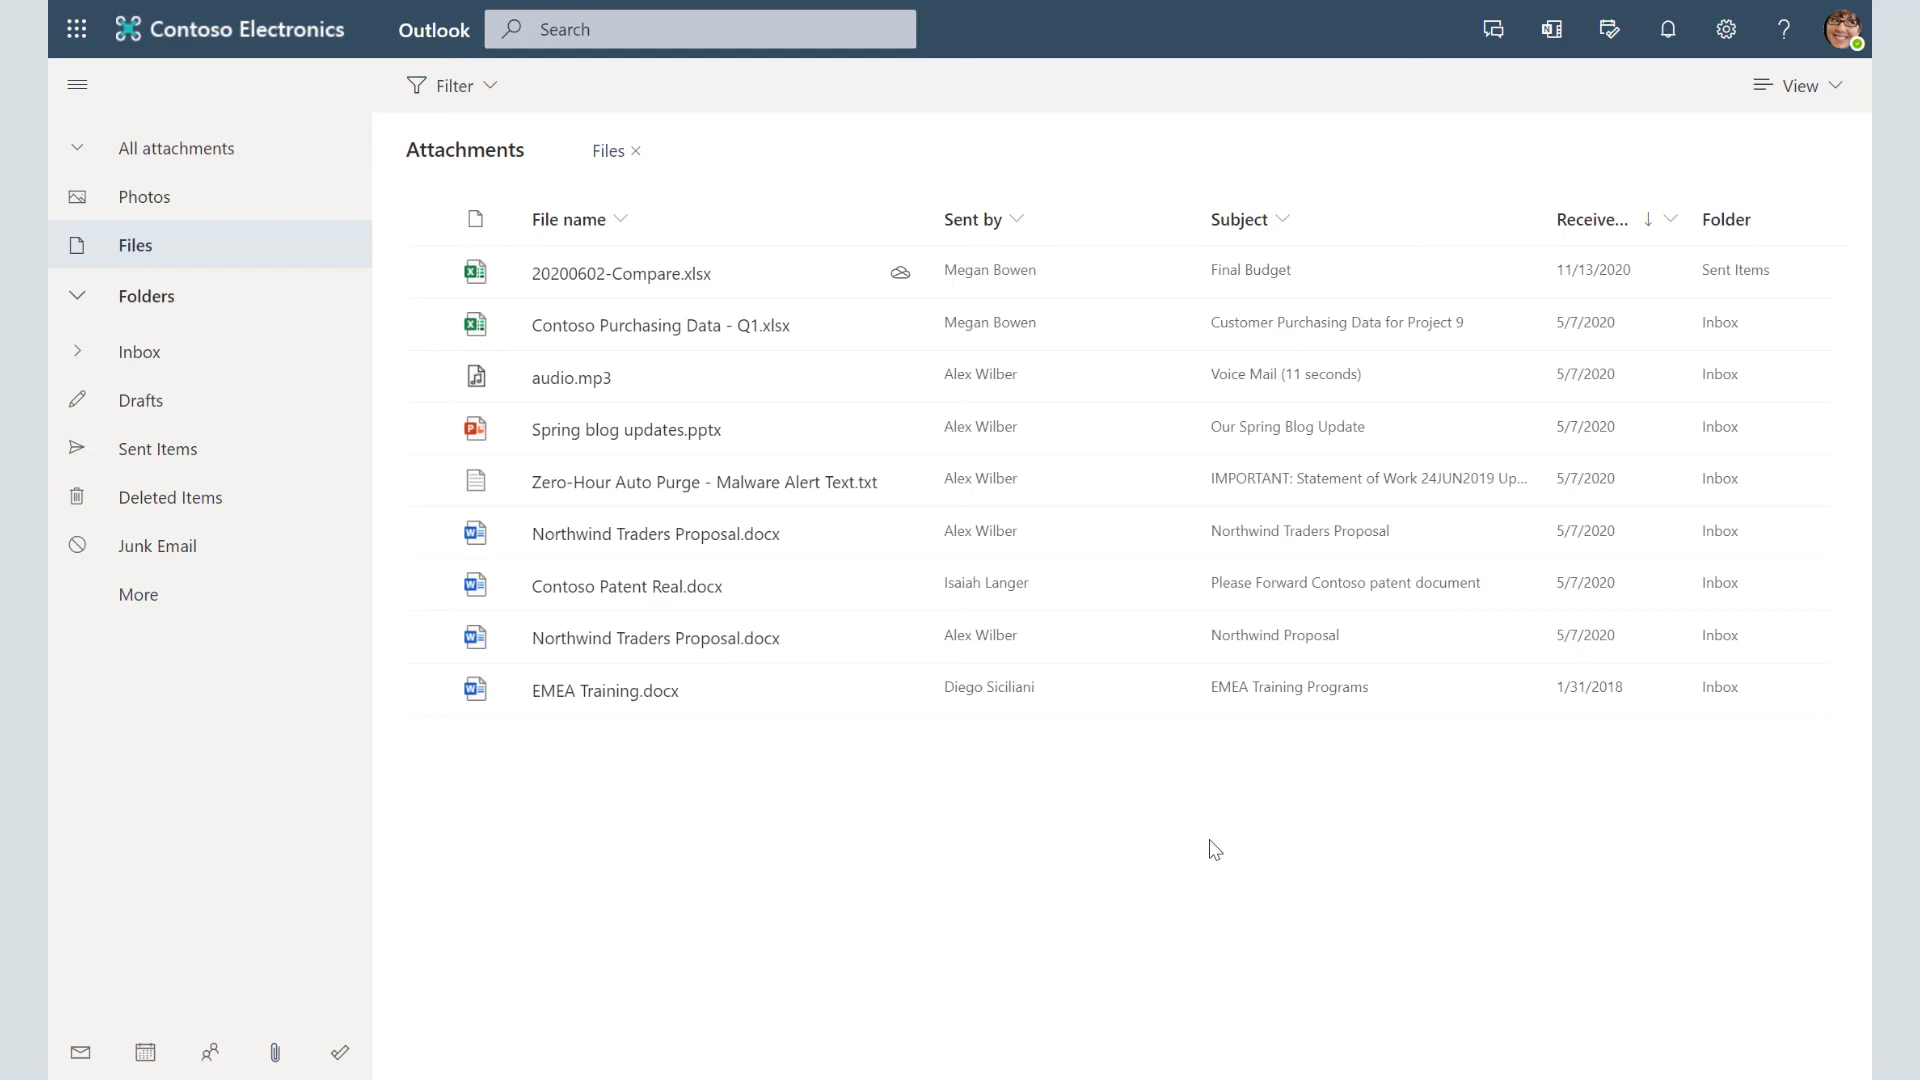 Contoso Electronics Outlook Search
Filter View
All attachments
Photos
Files
Folders
Inbox
Drafts
Sent Items
Deleted Items
Junk Email
More
Attachments Files
File name Sent by Subject Receive... Folder
20200602-Compare.xlsx Megan Bowen Final Budget 11/13/2020 Sent Items
Contoso Purchasing Data - Q1.xlsx Megan Bowen Customer Purchasing Data for Project 9 5/7/2020 Inbox
audio.mp3 Alex Wilber Voice Mail (11 seconds) 5/7/2020 Inbox
Spring blog updates.pptx Alex Wilber Our Spring Blog Update 5/7/2020 Inbox
Zero-Hour Auto Purge - Malware Alert Text.txt Alex Wilber IMPORTANT: Statement of Work 24JUN2019 Up... 5/7/2020 Inbox
Northwind Traders Proposal.docx Alex Wilber Northwind Traders Proposal 5/7/2020 Inbox
Contoso Patent Real.docx Isaiah Langer Please Forward Contoso patent document 5/7/2020 Inbox
Northwind Traders Proposal.docx Alex Wilber Northwind Proposal 5/7/2020 Inbox
EMEA Training.docx Diego Siciliani EMEA Training Programs 1/31/2018 Inbox